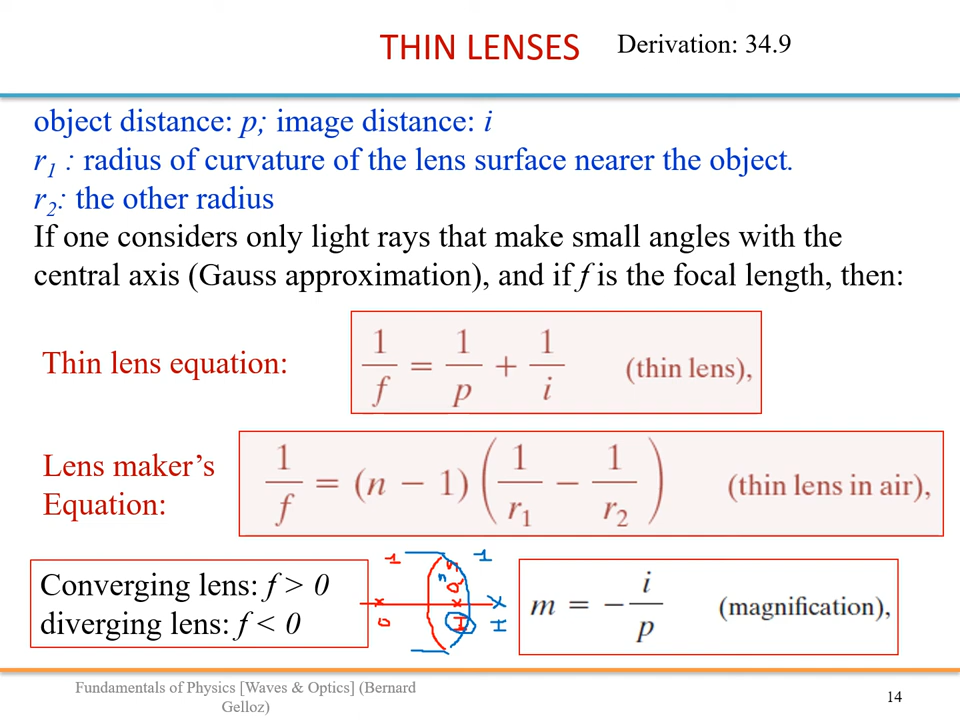 THIN LENSES
Derivation: 34.9
object distance: p; image distance: i
r1 : radius of curvature of the lens surface nearer the object.
r2: the other radius
If one considers only light rays that make small angles with the
central axis (Gauss approximation), and if f is the focal length, then:
Thin lens equation:
1/f = 1/p + 1/i (thin lens),
Lens maker's
Equation:
1/f = (n − 1) (1/r1 − 1/r2) (thin lens in air),
Converging lens: f > 0
diverging lens: f < 0
1
1
n
O
I
I
m = − i/p (magnification),
Fundamentals of Physics [Waves & Optics] (Bernard
Gelloz)
14